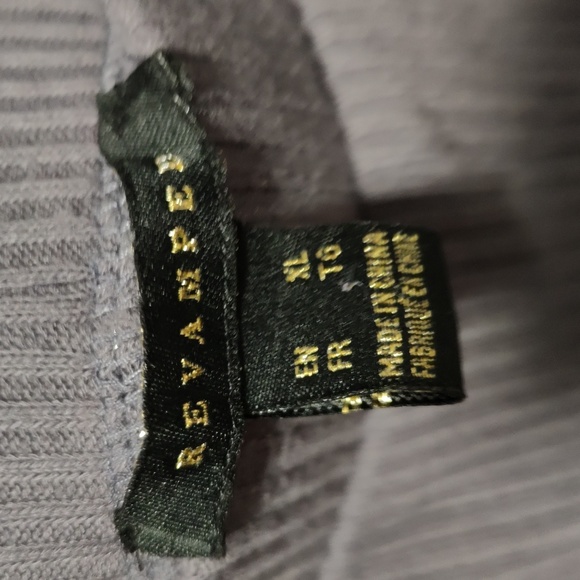 REVAMPED
EN XL
FR TG
MADE IN CHINA
FABRIQUÉ EN CHINE